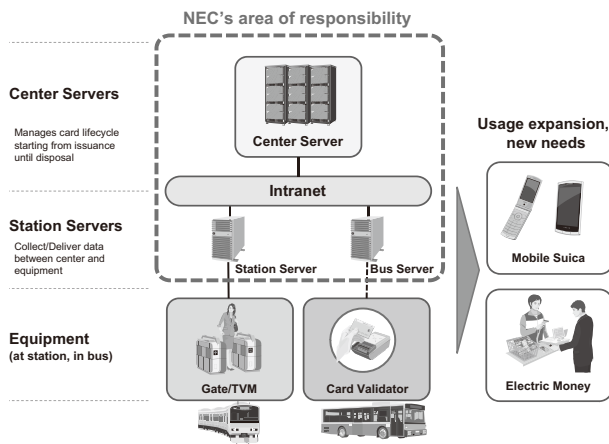 NEC's area of responsibility
Center Servers
Manages card lifecycle
starting from issuance
until disposal
Center Server
Intranet
Station Servers
Collect/Deliver data
between center and
equipment
Station Server
Bus Server
Equipment
(at station, in bus)
Gate/TVM
Card Validator
Usage expansion,
new needs
Mobile Suica
Electric Money